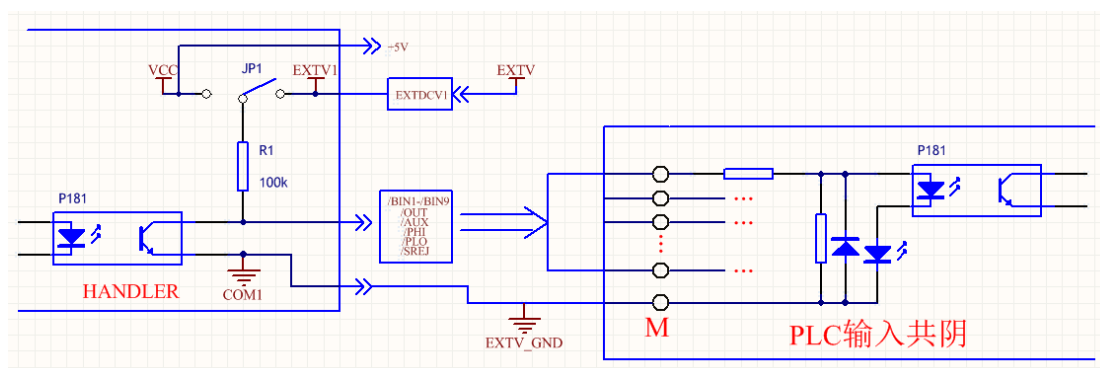 +5V
VCC
JP1
EXTV1
EXTV
EXTDCV1
R1
100k
P181
P181
/BIN1-/BIN9
/OUT
/AUX
/PHI
/PLO
/SREJ
...
...
...
HANDLER
COM1
M
EXTV_GND
PLC输入共阴